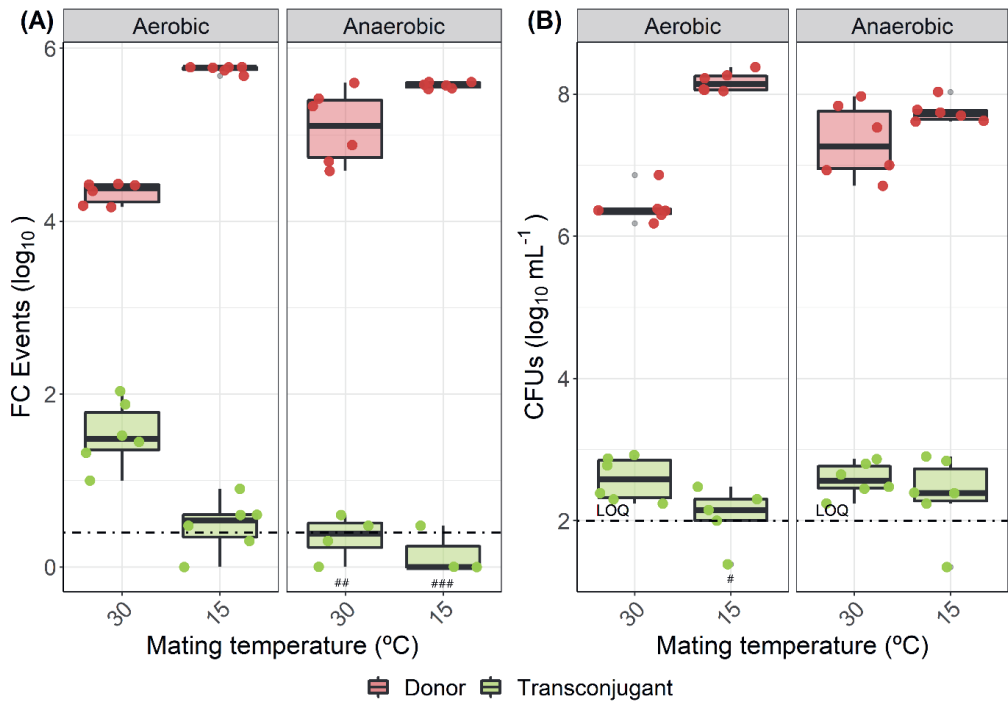 (A)
Aerobic
Anaerobic
FC Events (log₁₀)
6
4
2
0
##
###
30
15
30
15
Mating temperature (ºC)
(B)
Aerobic
Anaerobic
CFUs (log₁₀ mL⁻¹)
8
6
4
2
LOQ
LOQ
#
30
15
30
15
Mating temperature (ºC)
Donor
Transconjugant